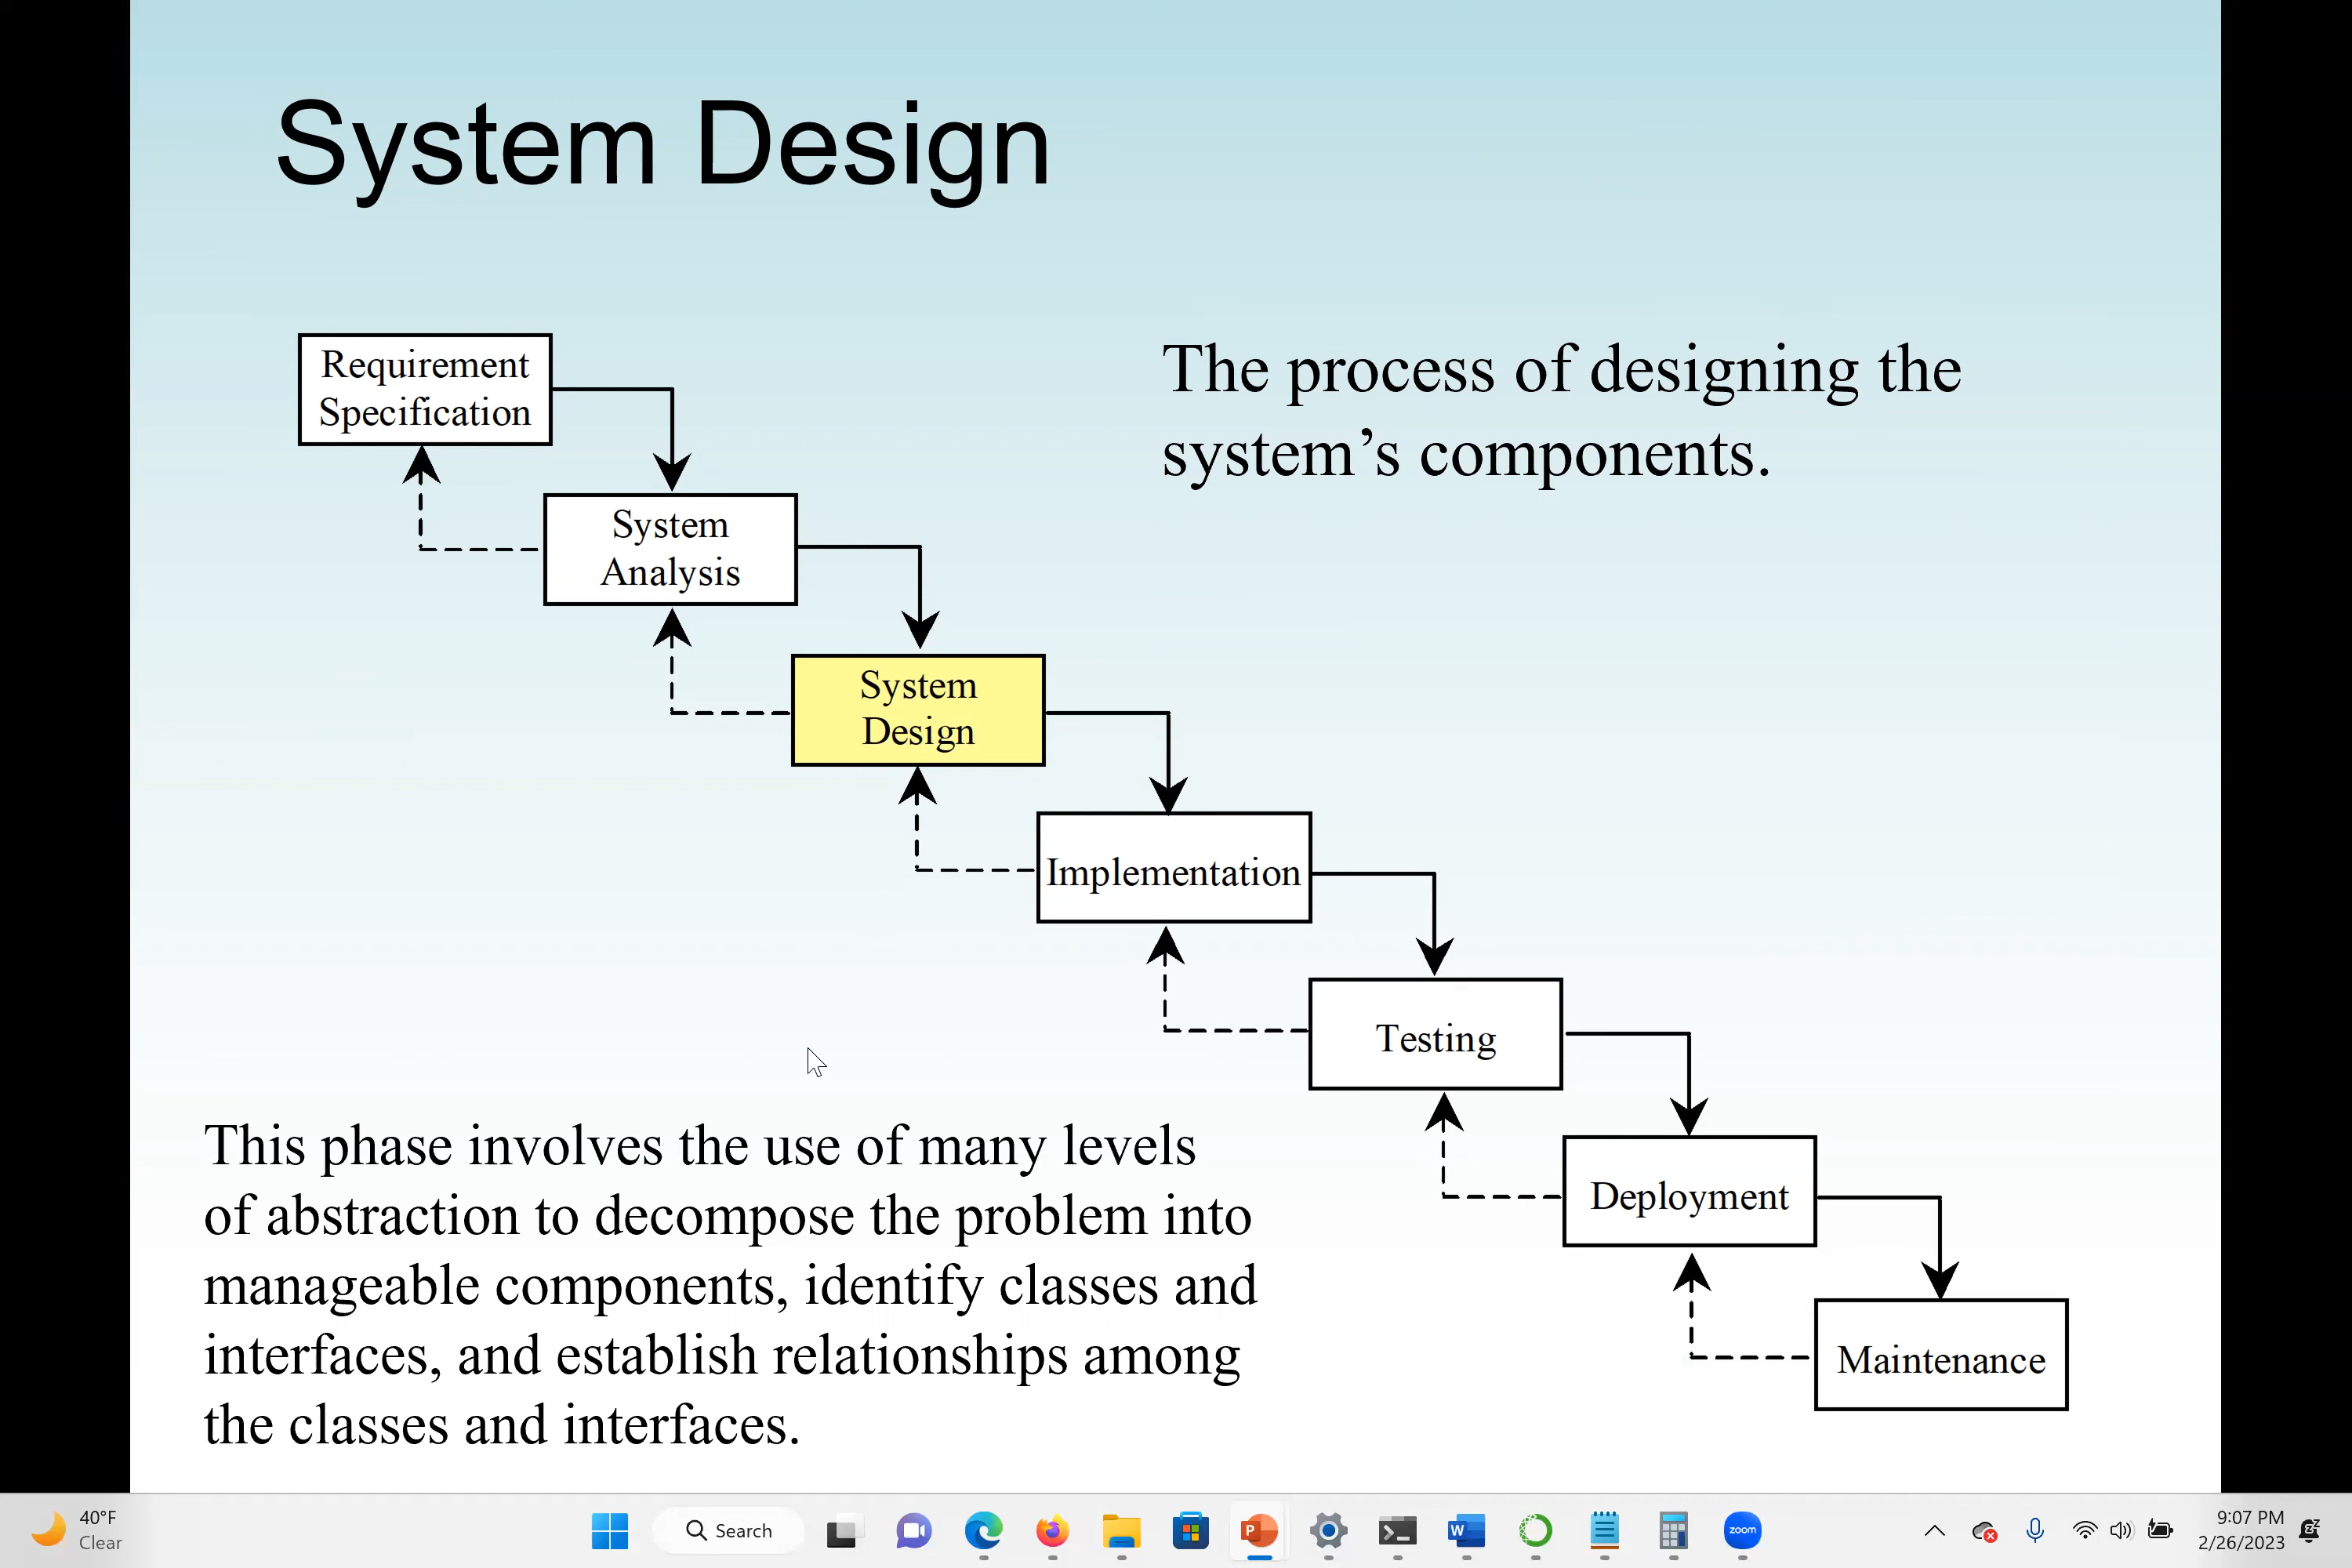 System Design
Requirement
Specification
The process of designing the
system’s components.
System
Analysis
System
Design
Implementation
Testing
Deployment
Maintenance
This phase involves the use of many levels
of abstraction to decompose the problem into
manageable components, identify classes and
interfaces, and establish relationships among
the classes and interfaces.
40°F
Clear
Search
P
W
zoom
9:07 PM
2/26/2023